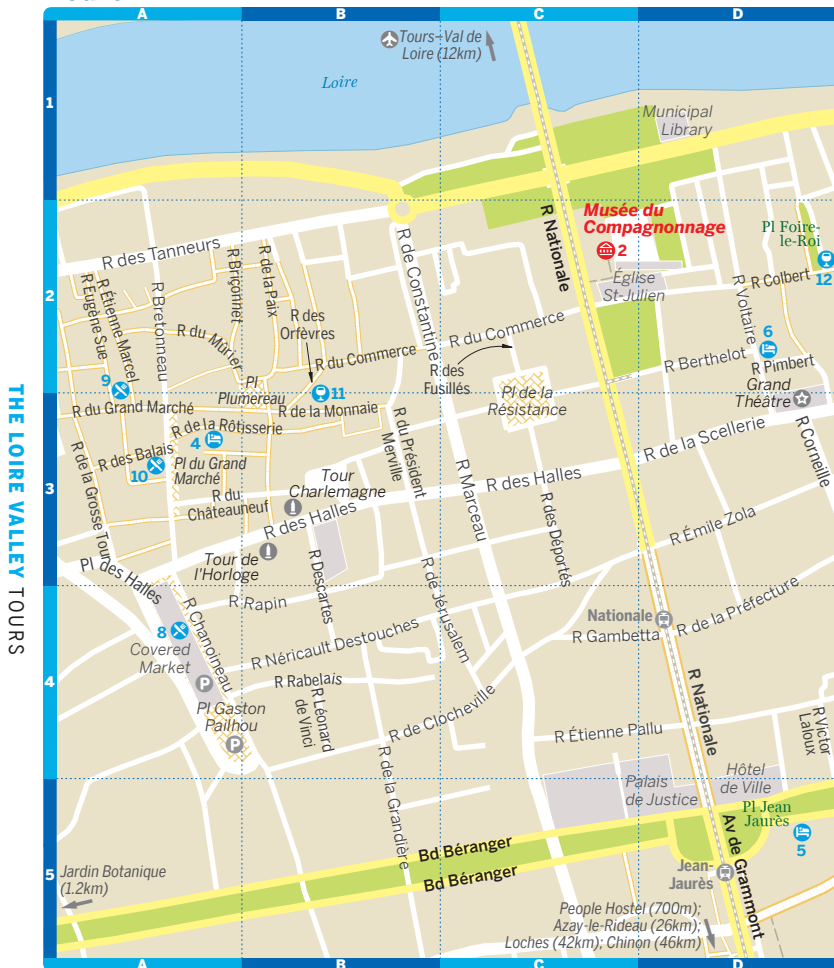 A
B
C
D
Tours–Val de
Loire (12km)
Loire
1
Municipal
Library
Musée du
Compagnonnage
2
Pl Foire-
le-Roi
12
R Nationale
R des Tanneurs
R de Constantine
Église
St-Julien
R Colbert
R Voltaire
2
R Eugène Sue
R Étienne Marcel
R Bretonneau
R Briçonnet
R de la Paix
R du Mûrier
R des
Orfèvres
R du Commerce
R du Commerce
R des
Fusillés
6
R Berthelot
R Pimbert
Grand
Théâtre
9
Pl
Plumereau
11
Pl de la
Résistance
R du Grand Marché
R de la Monnaie
R de la Rôtisserie
4
R des Balais
10
Pl du Grand
Marché
R du Président
Merville
R de la Scellerie
R Corneille
3
THE LOIRE VALLEY TOURS
R de la Grosse Tour
R du
Châteauneuf
Tour
Charlemagne
R des Halles
R des Halles
R Marceau
R des Déportés
R Émile Zola
Tour de
l'Horloge
Pl des Halles
R Rapin
R Descartes
R de Jérusalem
Nationale
R Gambetta
R de la Préfecture
8
Covered
Market
R Chanoineau
R Néricault Destouches
4
P
R Rabelais
R Léonard
de Vinci
Pl Gaston
Pailhou
P
R de Clocheville
R Étienne Pallu
R Nationale
R Victor
Laloux
R de la Grandière
Palais
de Justice
Hôtel
de Ville
Pl Jean
Jaurès
5
Bd Béranger
Bd Béranger
Jean-
Jaurès
Av de Grammont
5
Jardin Botanique
(1.2km)
People Hostel (700m);
Azay-le-Rideau (26km);
Loches (42km); Chinon (46km)
A
B
C
D